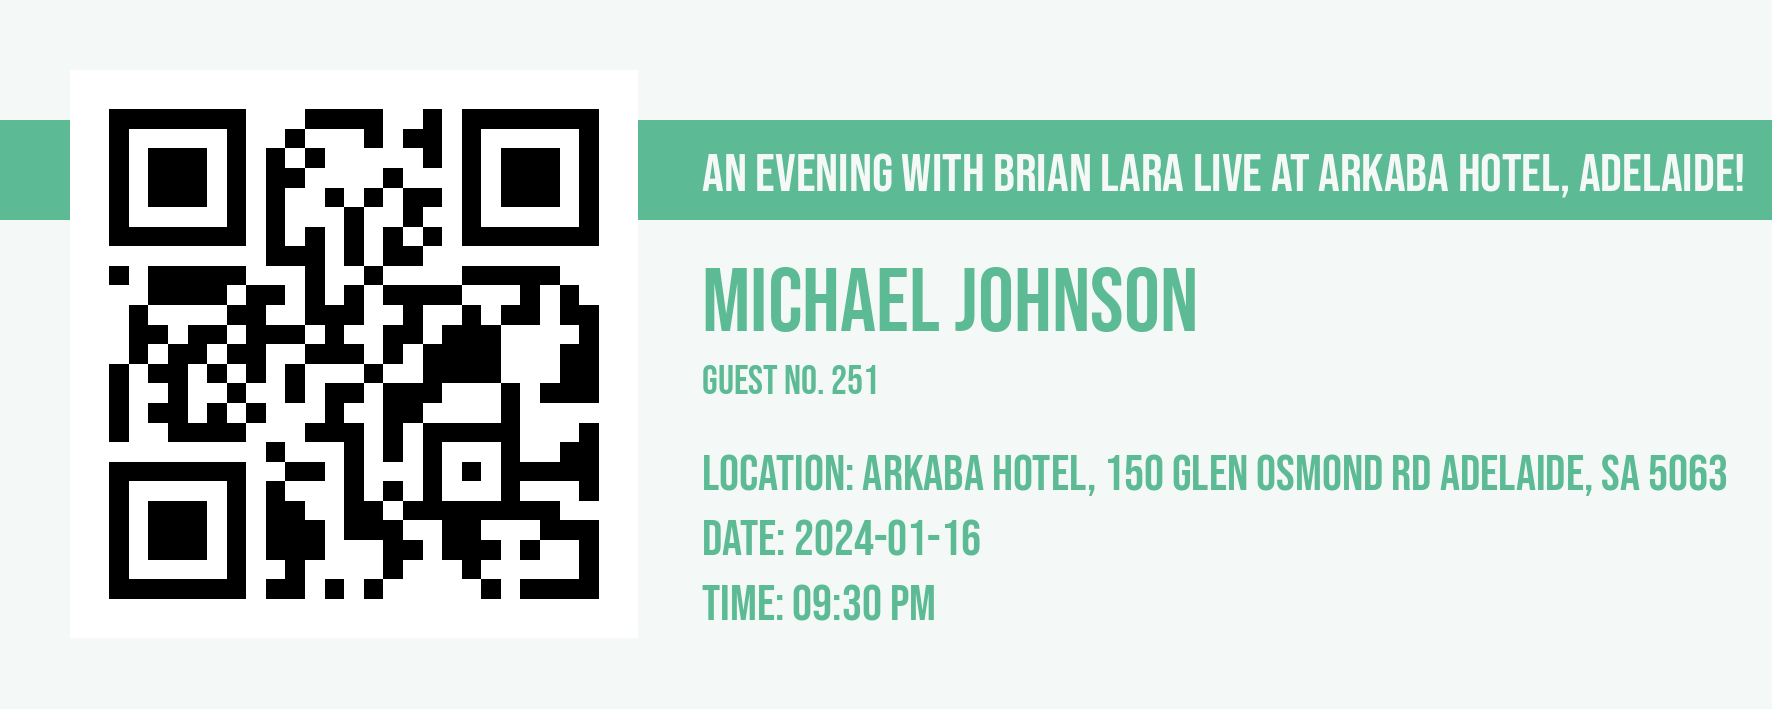 AN EVENING WITH BRIAN LARA LIVE AT ARKABA HOTEL, ADELAIDE!
MICHAEL JOHNSON
GUEST NO. 251
LOCATION: ARKABA HOTEL, 150 GLEN OSMOND RD ADELAIDE, SA 5063
DATE: 2024-01-16
TIME: 09:30 PM